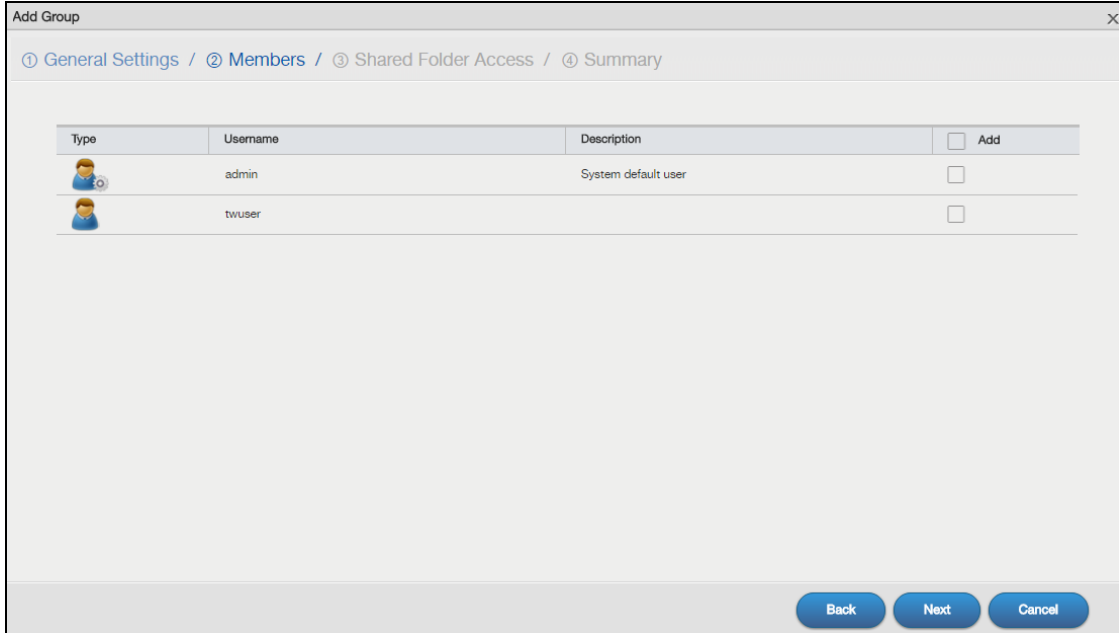 Add Group X
① General Settings / ② Members / ③ Shared Folder Access / ④ Summary
Type Username Description Add
admin System default user
twuser
Back Next Cancel